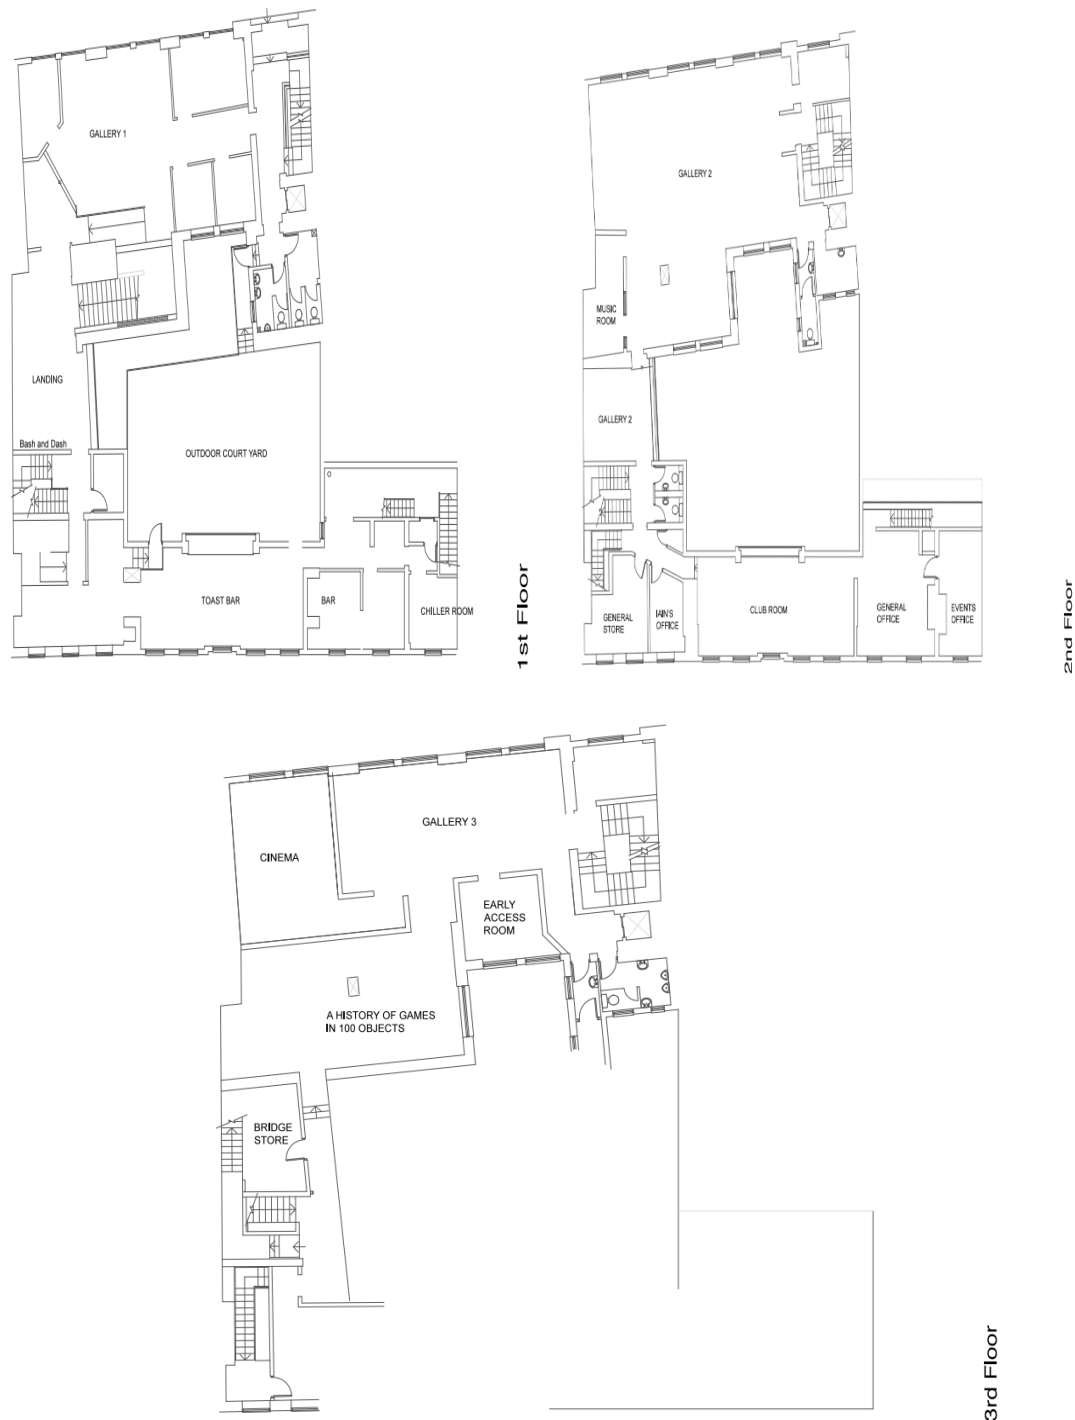 GALLERY 1
LANDING
Bash and Dash
OUTDOOR COURT YARD
TOAST BAR
BAR
CHILLER ROOM
1st Floor
GALLERY 2
MUSIC
ROOM
GALLERY 2
GENERAL
STORE
IAIN'S
OFFICE
CLUB ROOM
GENERAL
OFFICE
EVENTS
OFFICE
2nd Floor
GALLERY 3
CINEMA
EARLY
ACCESS
ROOM
A HISTORY OF GAMES
IN 100 OBJECTS
BRIDGE
STORE
3rd Floor